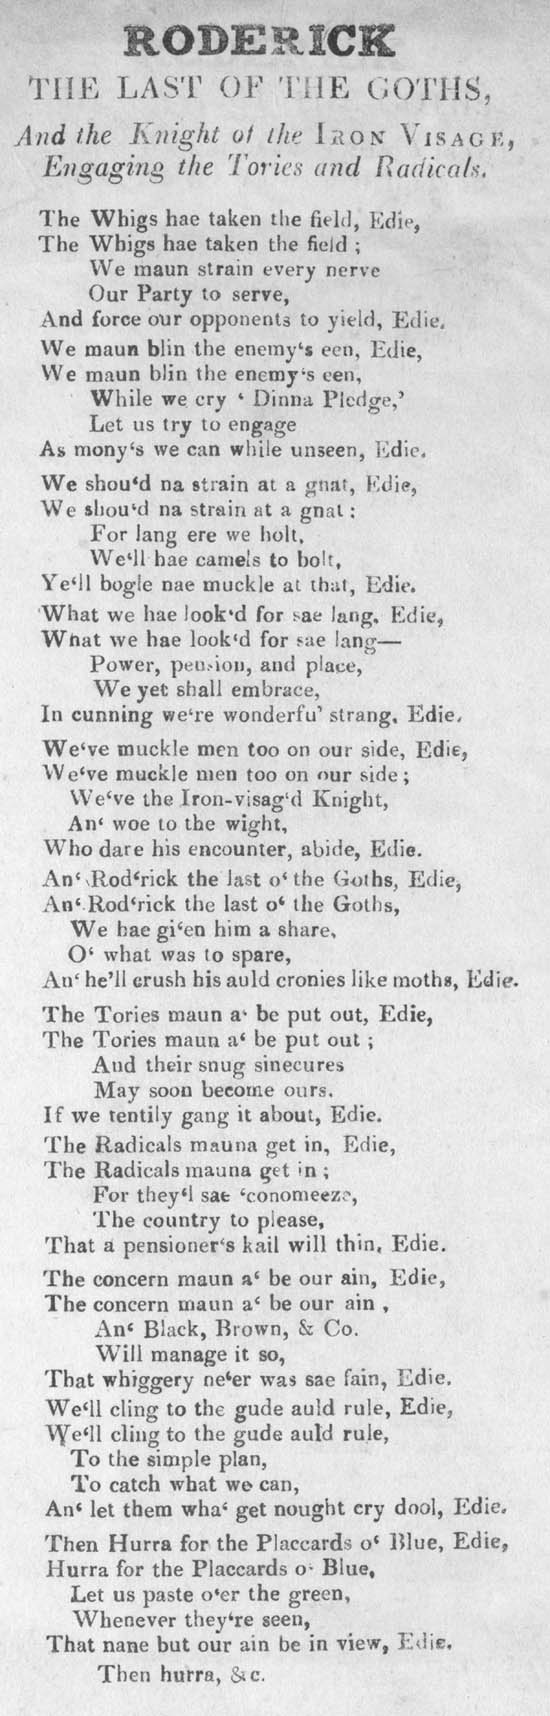 RODERICK
THE LAST OF THE GOTHS,
And the Knight of the IRON VISAGE,
Engaging the Tories and Radicals.
The Whigs hae taken the field, Edie,
The Whigs hae taken the field ;
We maun strain every nerve
Our Party to serve,
And force our opponents to yield, Edie.
We maun blin the enemy‘s een, Edie,
We maun blin the enemy‘s een,
While we cry ‘ Dinna Pledge,’
Let us try to engage
As mony‘s we can while unseen, Edie.
We shou‘d na strain at a gnat, Edie,
We shou‘d na strain at a gnat :
For lang ere we holt,
We‘ll hae camels to bolt,
Ye‘ll bogle nae muckle at that, Edie.
What we hae look‘d for sae lang, Edie,
What we hae look‘d for sae lang—
Power, pension, and place,
We yet shall embrace,
In cunning we‘re wonderfu’ strang, Edie.
We‘ve muckle men too on our side, Edie,
We‘ve muckle men too on our side ;
We‘ve the Iron-visag‘d Knight,
An‘ woe to the wight,
Who dare his encounter, abide, Edie.
An‘ Rod‘rick the last o‘ the Goths, Edie,
An‘ Rod‘rick the last o‘ the Goths,
We hae gi‘en him a share,
O‘ what was to spare,
An‘ he’ll crush his auld cronies like moths, Edie.
The Tories maun a‘ be put out, Edie,
The Tories maun a‘ be put out ;
And their snug sinecures
May soon become ours.
If we tentily gang it about, Edie.
The Radicals mauna get in, Edie,
The Radicals mauna get in ;
For they‘l sae ‘conomeeze,
The country to please,
That a pensioner‘s kail will thin, Edie.
The concern maun a‘ be our ain, Edie,
The concern maun a‘ be our ain ,
An‘ Black, Brown, & Co.
Will manage it so,
That whiggery ne‘er was sae fain, Edie.
We‘ll cling to the gude auld rule, Edie,
We‘ll cling to the gude auld rule,
To the simple plan,
To catch what we can,
An‘ let them wha‘ get nought cry dool, Edie.
Then Hurra for the Placcards o‘ Blue, Edie,
Hurra for the Placcards o‘ Blue,
Let us paste o‘er the green,
Whenever they‘re seen,
That nane but our ain be in view, Edie.
Then hurra, &c.